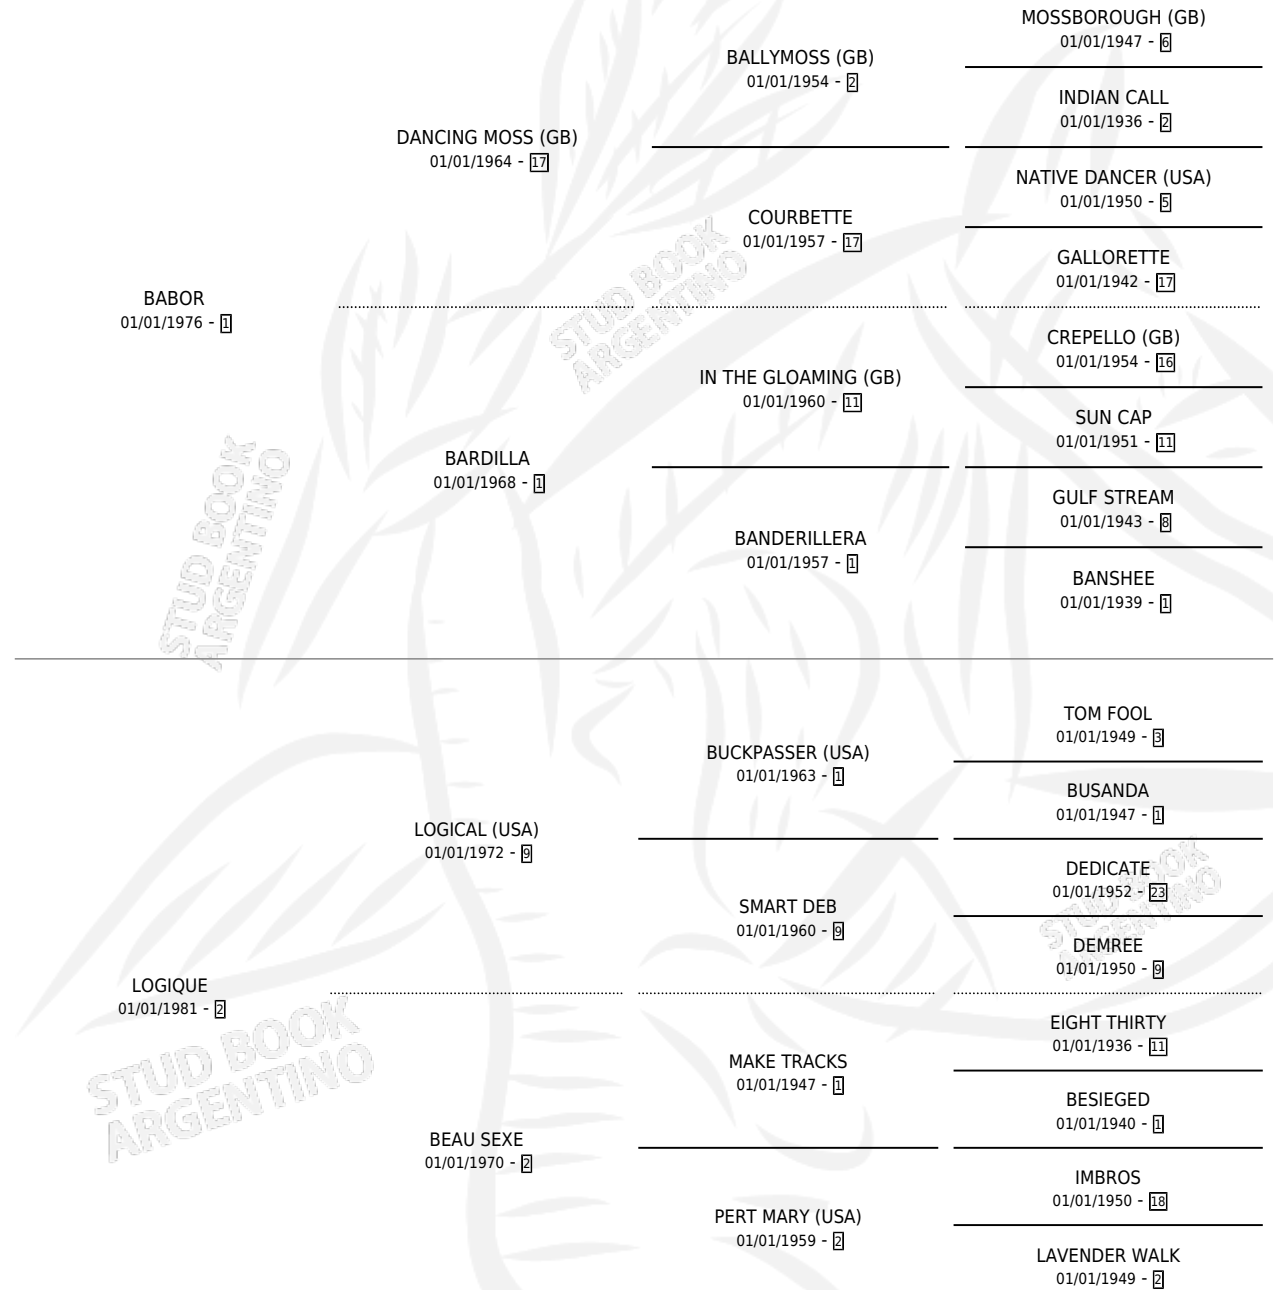 MOSSBOROUGH (GB)
01/01/1947 - 6
BALLYMOSS (GB)
01/01/1954 - 2
INDIAN CALL
01/01/1936 - 2
DANCING MOSS (GB)
01/01/1964 - 17
NATIVE DANCER (USA)
01/01/1950 - 5
COURBETTE
01/01/1957 - 17
GALLORETTE
01/01/1942 - 17
BABOR
01/01/1976 - 1
CREPELLO (GB)
01/01/1954 - 16
IN THE GLOAMING (GB)
01/01/1960 - 11
SUN CAP
01/01/1951 - 11
BARDILLA
01/01/1968 - 1
GULF STREAM
01/01/1943 - 8
BANDERILLERA
01/01/1957 - 1
BANSHEE
01/01/1939 - 1
TOM FOOL
01/01/1949 - 3
BUCKPASSER (USA)
01/01/1963 - 1
BUSANDA
01/01/1947 - 1
LOGICAL (USA)
01/01/1972 - 9
DEDICATE
01/01/1952 - 23
SMART DEB
01/01/1960 - 9
DEMREE
01/01/1950 - 9
LOGIQUE
01/01/1981 - 2
EIGHT THIRTY
01/01/1936 - 11
MAKE TRACKS
01/01/1947 - 1
BESIEGED
01/01/1940 - 1
BEAU SEXE
01/01/1970 - 2
IMBROS
01/01/1950 - 18
PERT MARY (USA)
01/01/1959 - 2
LAVENDER WALK
01/01/1949 - 2
STUD BOOK
ARGENTINO
STUD BOOK
ARGENTINO
STUD BOOK
ARGENTINO
STUD BOOK
ARGENTINO